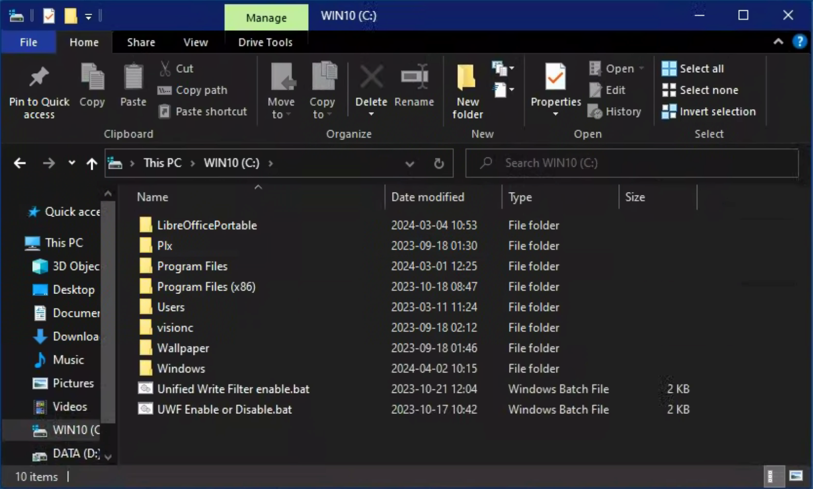 Manage WIN10 (C:)
File Home Share View Drive Tools
Pin to Quick access
Copy
Paste
Cut
Copy path
Paste shortcut
Clipboard
Move to
Copy to
Delete
Rename
Organize
New folder
New
Properties
Open
Edit
History
Open
Select all
Select none
Invert selection
Select
This PC > WIN10 (C:) >
Search WIN10 (C:)
Quick acce
This PC
3D Objec
Desktop
Documer
Downloa
Music
Pictures
Videos
WIN10 (C
DATA (D:)
Name Date modified Type Size
LibreOfficePortable 2024-03-04 10:53 File folder
Plx 2023-09-18 01:30 File folder
Program Files 2024-03-01 12:25 File folder
Program Files (x86) 2023-10-18 08:47 File folder
Users 2023-03-11 11:24 File folder
visionc 2023-09-18 02:12 File folder
Wallpaper 2023-09-18 01:46 File folder
Windows 2024-04-02 10:15 File folder
Unified Write Filter enable.bat 2023-10-21 12:04 Windows Batch File 2 KB
UWF Enable or Disable.bat 2023-10-17 10:42 Windows Batch File 2 KB
10 items